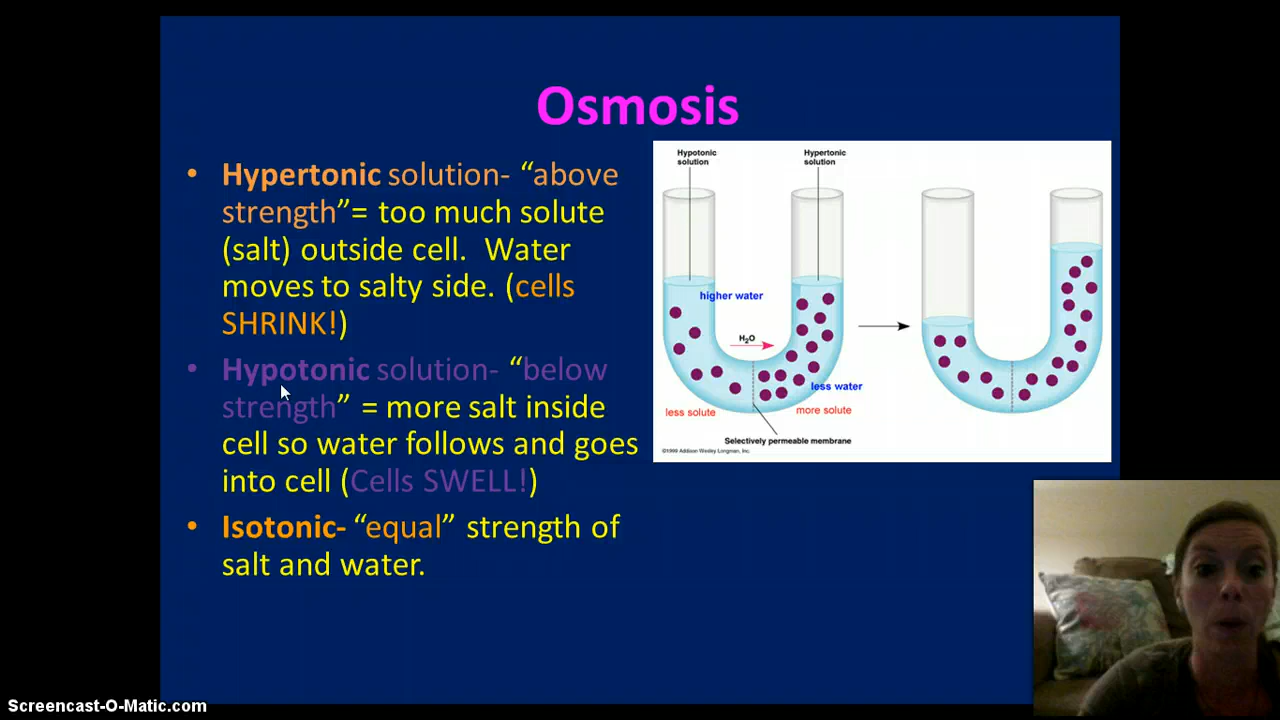 Osmosis
• Hypertonic solution- “above
strength”= too much solute
(salt) outside cell.  Water
moves to salty side. (cells
SHRINK!)
• Hypotonic solution- “below
strength” = more salt inside
cell so water follows and goes
into cell (Cells SWELL!)
• Isotonic- “equal” strength of
salt and water.
Hypotonic
solution
Hypertonic
solution
higher water
H₂O
less water
less solute
more solute
Selectively permeable membrane
©1999 Addison Wesley Longman, Inc.
Screencast-O-Matic.com